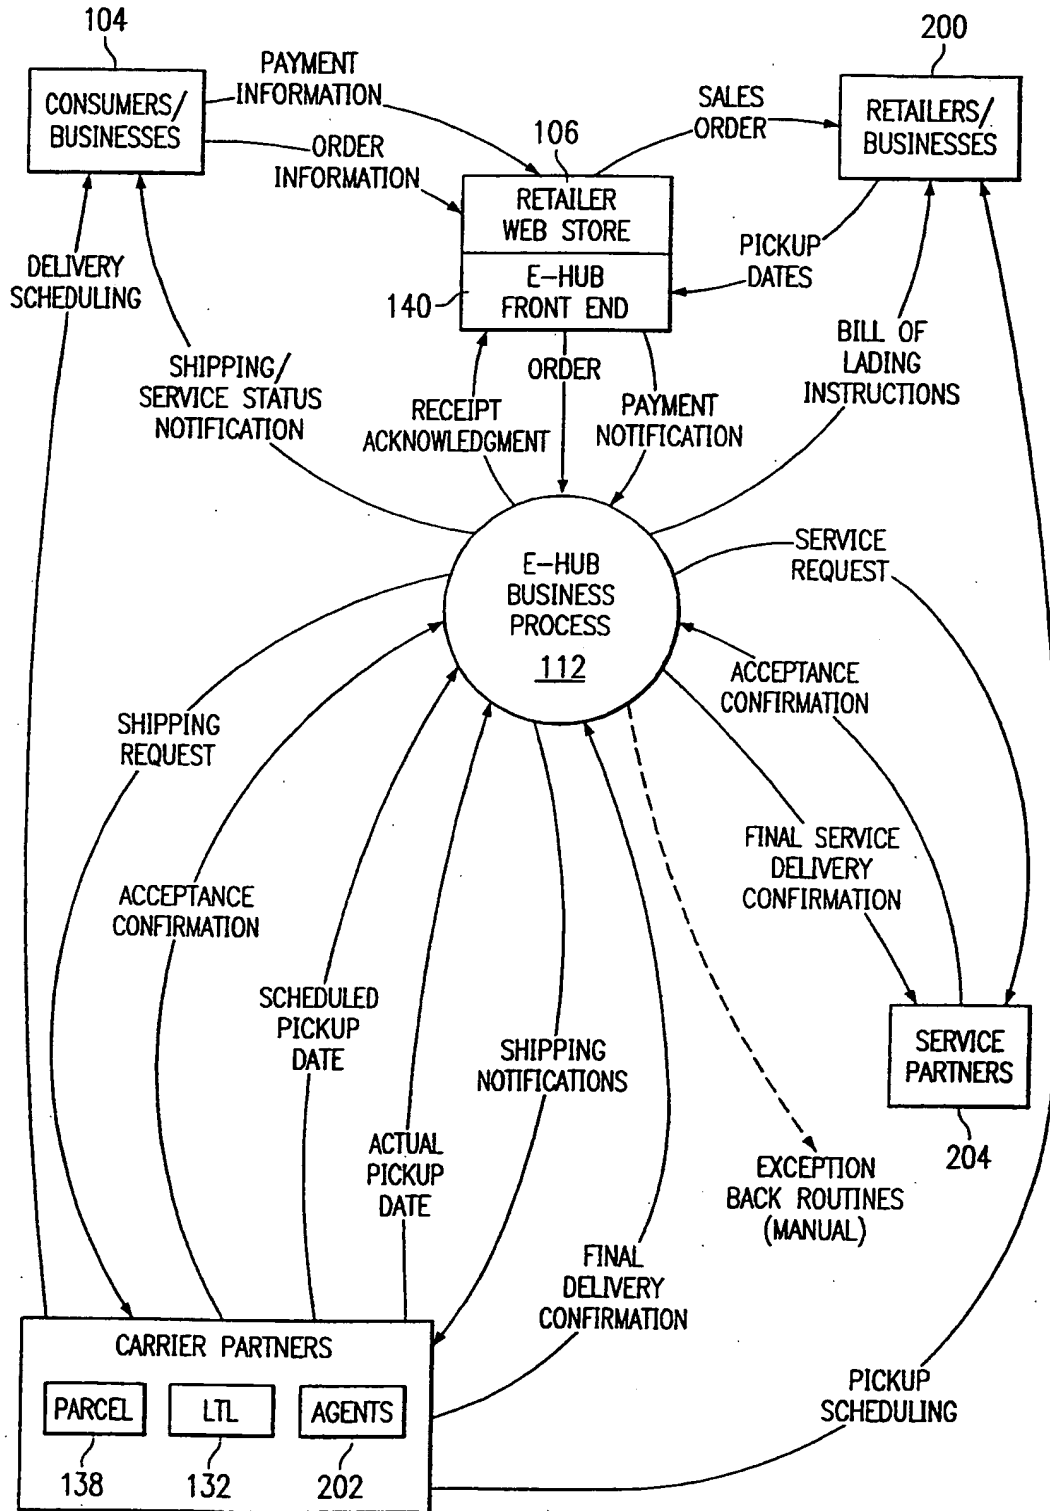 104
200
CONSUMERS/
BUSINESSES
PAYMENT
INFORMATION
ORDER
INFORMATION
SALES
ORDER
RETAILERS/
BUSINESSES
106
RETAILER
WEB STORE
E-HUB
FRONT END
140
PICKUP
DATES
DELIVERY
SCHEDULING
SHIPPING/
SERVICE STATUS
NOTIFICATION
RECEIPT
ACKNOWLEDGMENT
ORDER
PAYMENT
NOTIFICATION
BILL OF
LADING
INSTRUCTIONS
E-HUB
BUSINESS
PROCESS
112
SERVICE
REQUEST
ACCEPTANCE
CONFIRMATION
SHIPPING
REQUEST
FINAL SERVICE
DELIVERY
CONFIRMATION
ACCEPTANCE
CONFIRMATION
SCHEDULED
PICKUP
DATE
SHIPPING
NOTIFICATIONS
SERVICE
PARTNERS
204
ACTUAL
PICKUP
DATE
EXCEPTION
BACK ROUTINES
(MANUAL)
FINAL
DELIVERY
CONFIRMATION
CARRIER PARTNERS
PARCEL
LTL
AGENTS
138
132
202
PICKUP
SCHEDULING